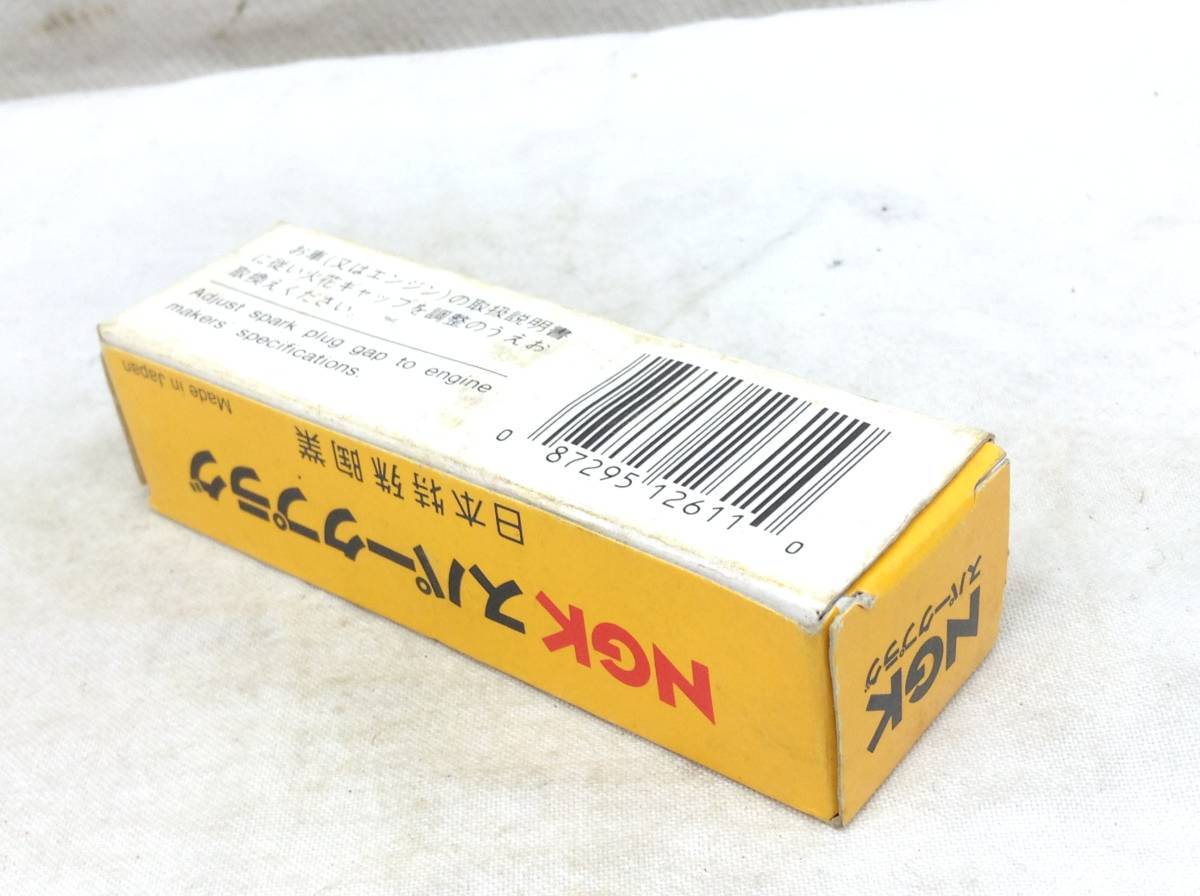 お車(又はエンジン)の取扱説明書
に従い火花ギャップを調整のうえお
取換えください。
Adjust spark plug gap to engine
makers specifications.
0 87295 12611 0
Made in Japan
日本特殊陶業
NGK スパークプラグ
NGK
スパークプラグ